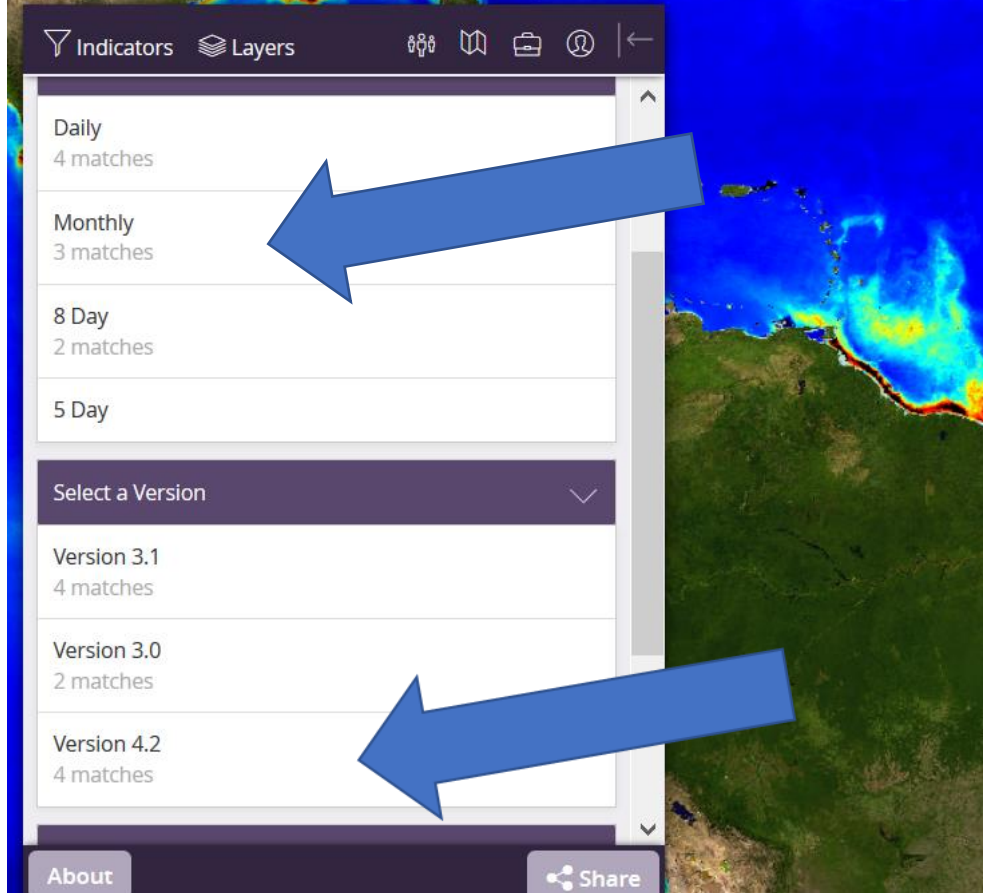 Indicators Layers
Daily
4 matches
Monthly
3 matches
8 Day
2 matches
5 Day
Select a Version
Version 3.1
4 matches
Version 3.0
2 matches
Version 4.2
4 matches
About Share